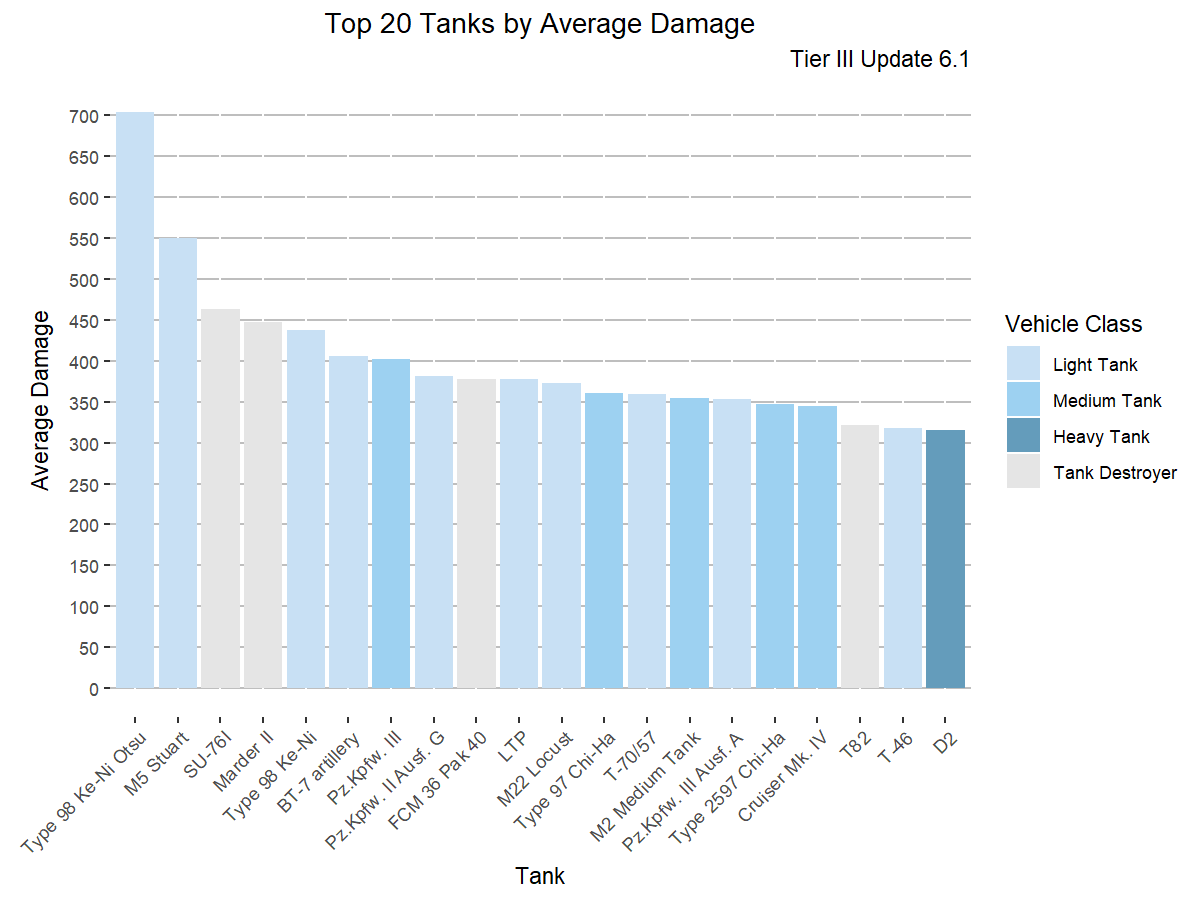 Top 20 Tanks by Average Damage
Tier III Update 6.1
Average Damage
700
650
600
550
500
450
400
350
300
250
200
150
100
50
0
Type 98 Ke-Ni Otsu
M5 Stuart
SU-76I
Marder II
Type 98 Ke-Ni
BT-7 artillery
Pz.Kpfw. III
Pz.Kpfw. II Ausf. G
FCM 36 Pak 40
LTP
M22 Locust
Type 97 Chi-Ha
T-70/57
M2 Medium Tank
Pz.Kpfw. III Ausf. A
Type 2597 Chi-Ha
Cruiser Mk. IV
T82
T -46
D2
Tank
Vehicle Class
Light Tank
Medium Tank
Heavy Tank
Tank Destroyer